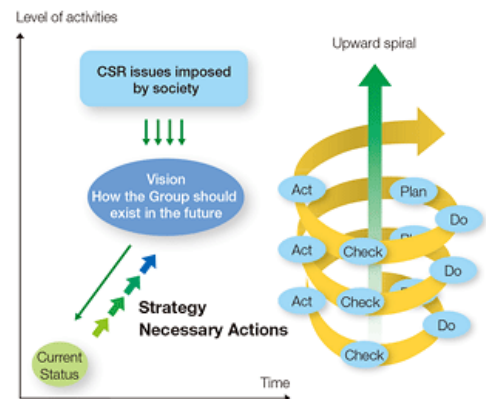 Level of activities
CSR issues imposed
by society
Vision
How the Group should
exist in the future
Strategy
Necessary Actions
Current
Status
Time
Upward spiral
Act
Plan
Do
Act
Check
Do
Act
Check
Do
Check